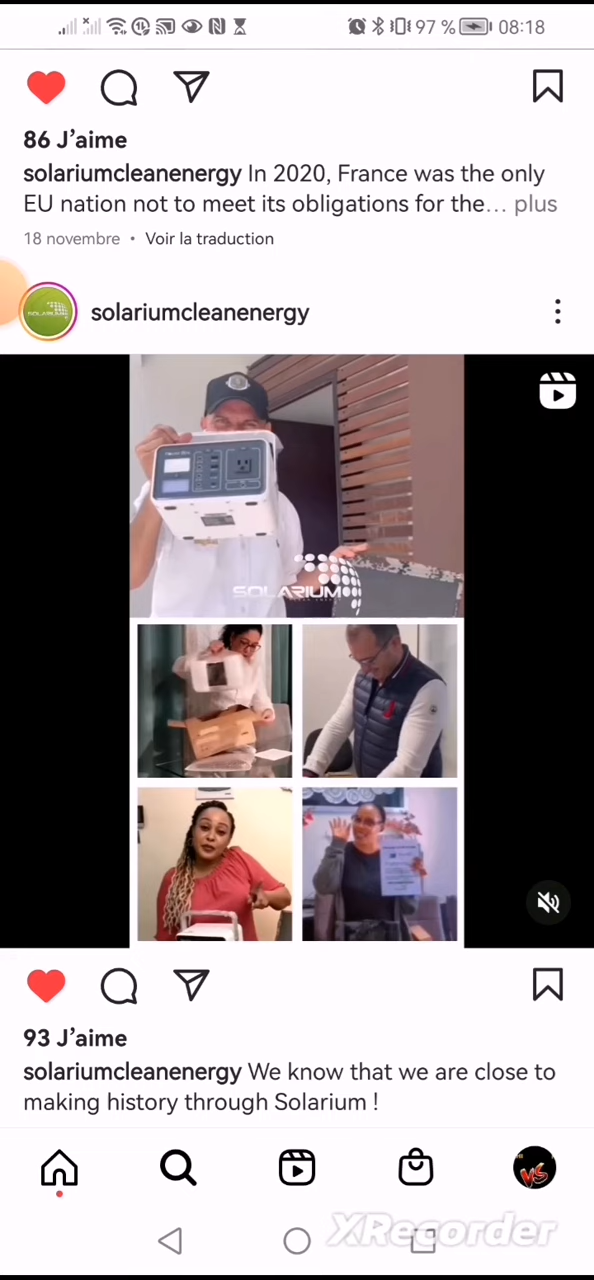 97 % 08:18
86 J’aime
solariumcleanenergy In 2020, France was the only
EU nation not to meet its obligations for the... plus
18 novembre • Voir la traduction
solariumcleanenergy
SOLARIUM
93 J’aime
solariumcleanenergy We know that we are close to
making history through Solarium !
VS
XRecorder